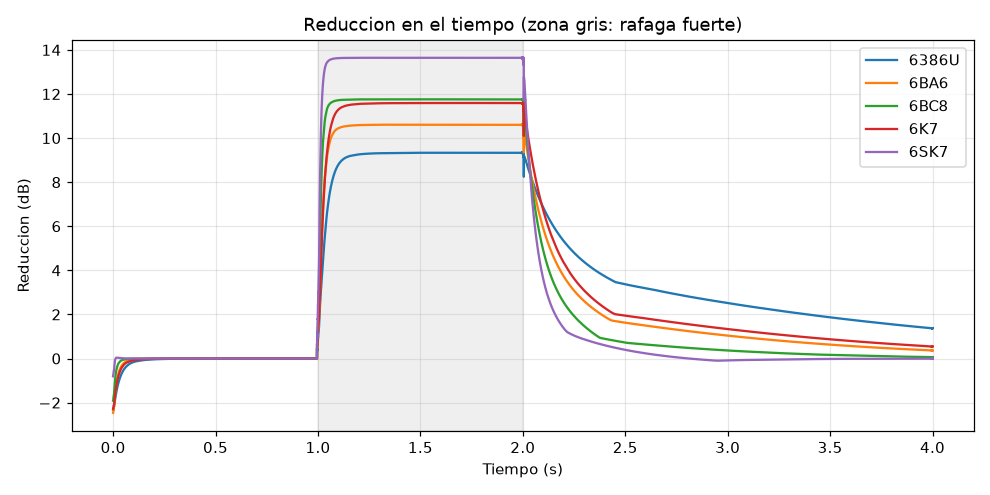 Reduccion en el tiempo (zona gris: rafaga fuerte)
14
12
10
8
6
4
2
0
−2
Reduccion (dB)
6386U
6BA6
6BC8
6K7
6SK7
0.0 0.5 1.0 1.5 2.0 2.5 3.0 3.5 4.0
Tiempo (s)